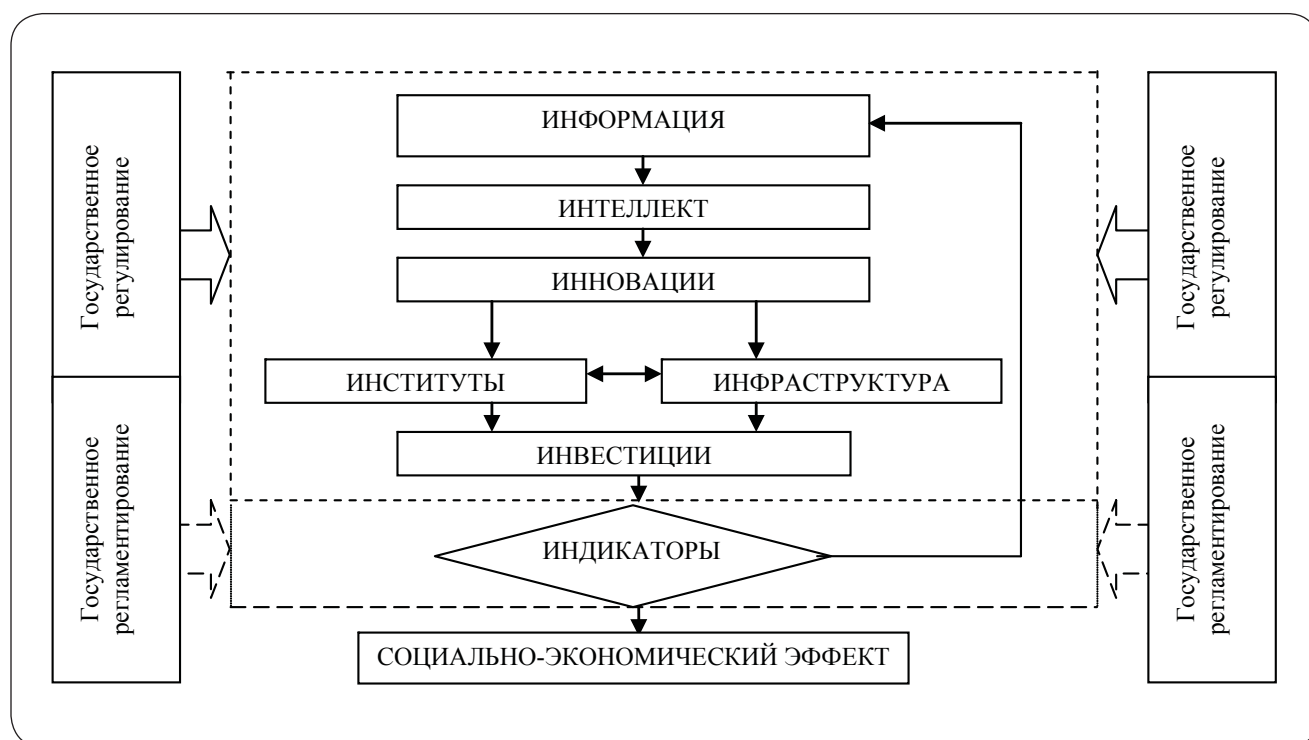 Государственное
регулирование
Государственное
регламентирование
ИНФОРМАЦИЯ
ИНТЕЛЛЕКТ
ИННОВАЦИИ
ИНСТИТУТЫ
ИНФРАСТРУКТУРА
ИНВЕСТИЦИИ
ИНДИКАТОРЫ
СОЦИАЛЬНО-ЭКОНОМИЧЕСКИЙ ЭФФЕКТ
Государственное
регулирование
Государственное
регламентирование